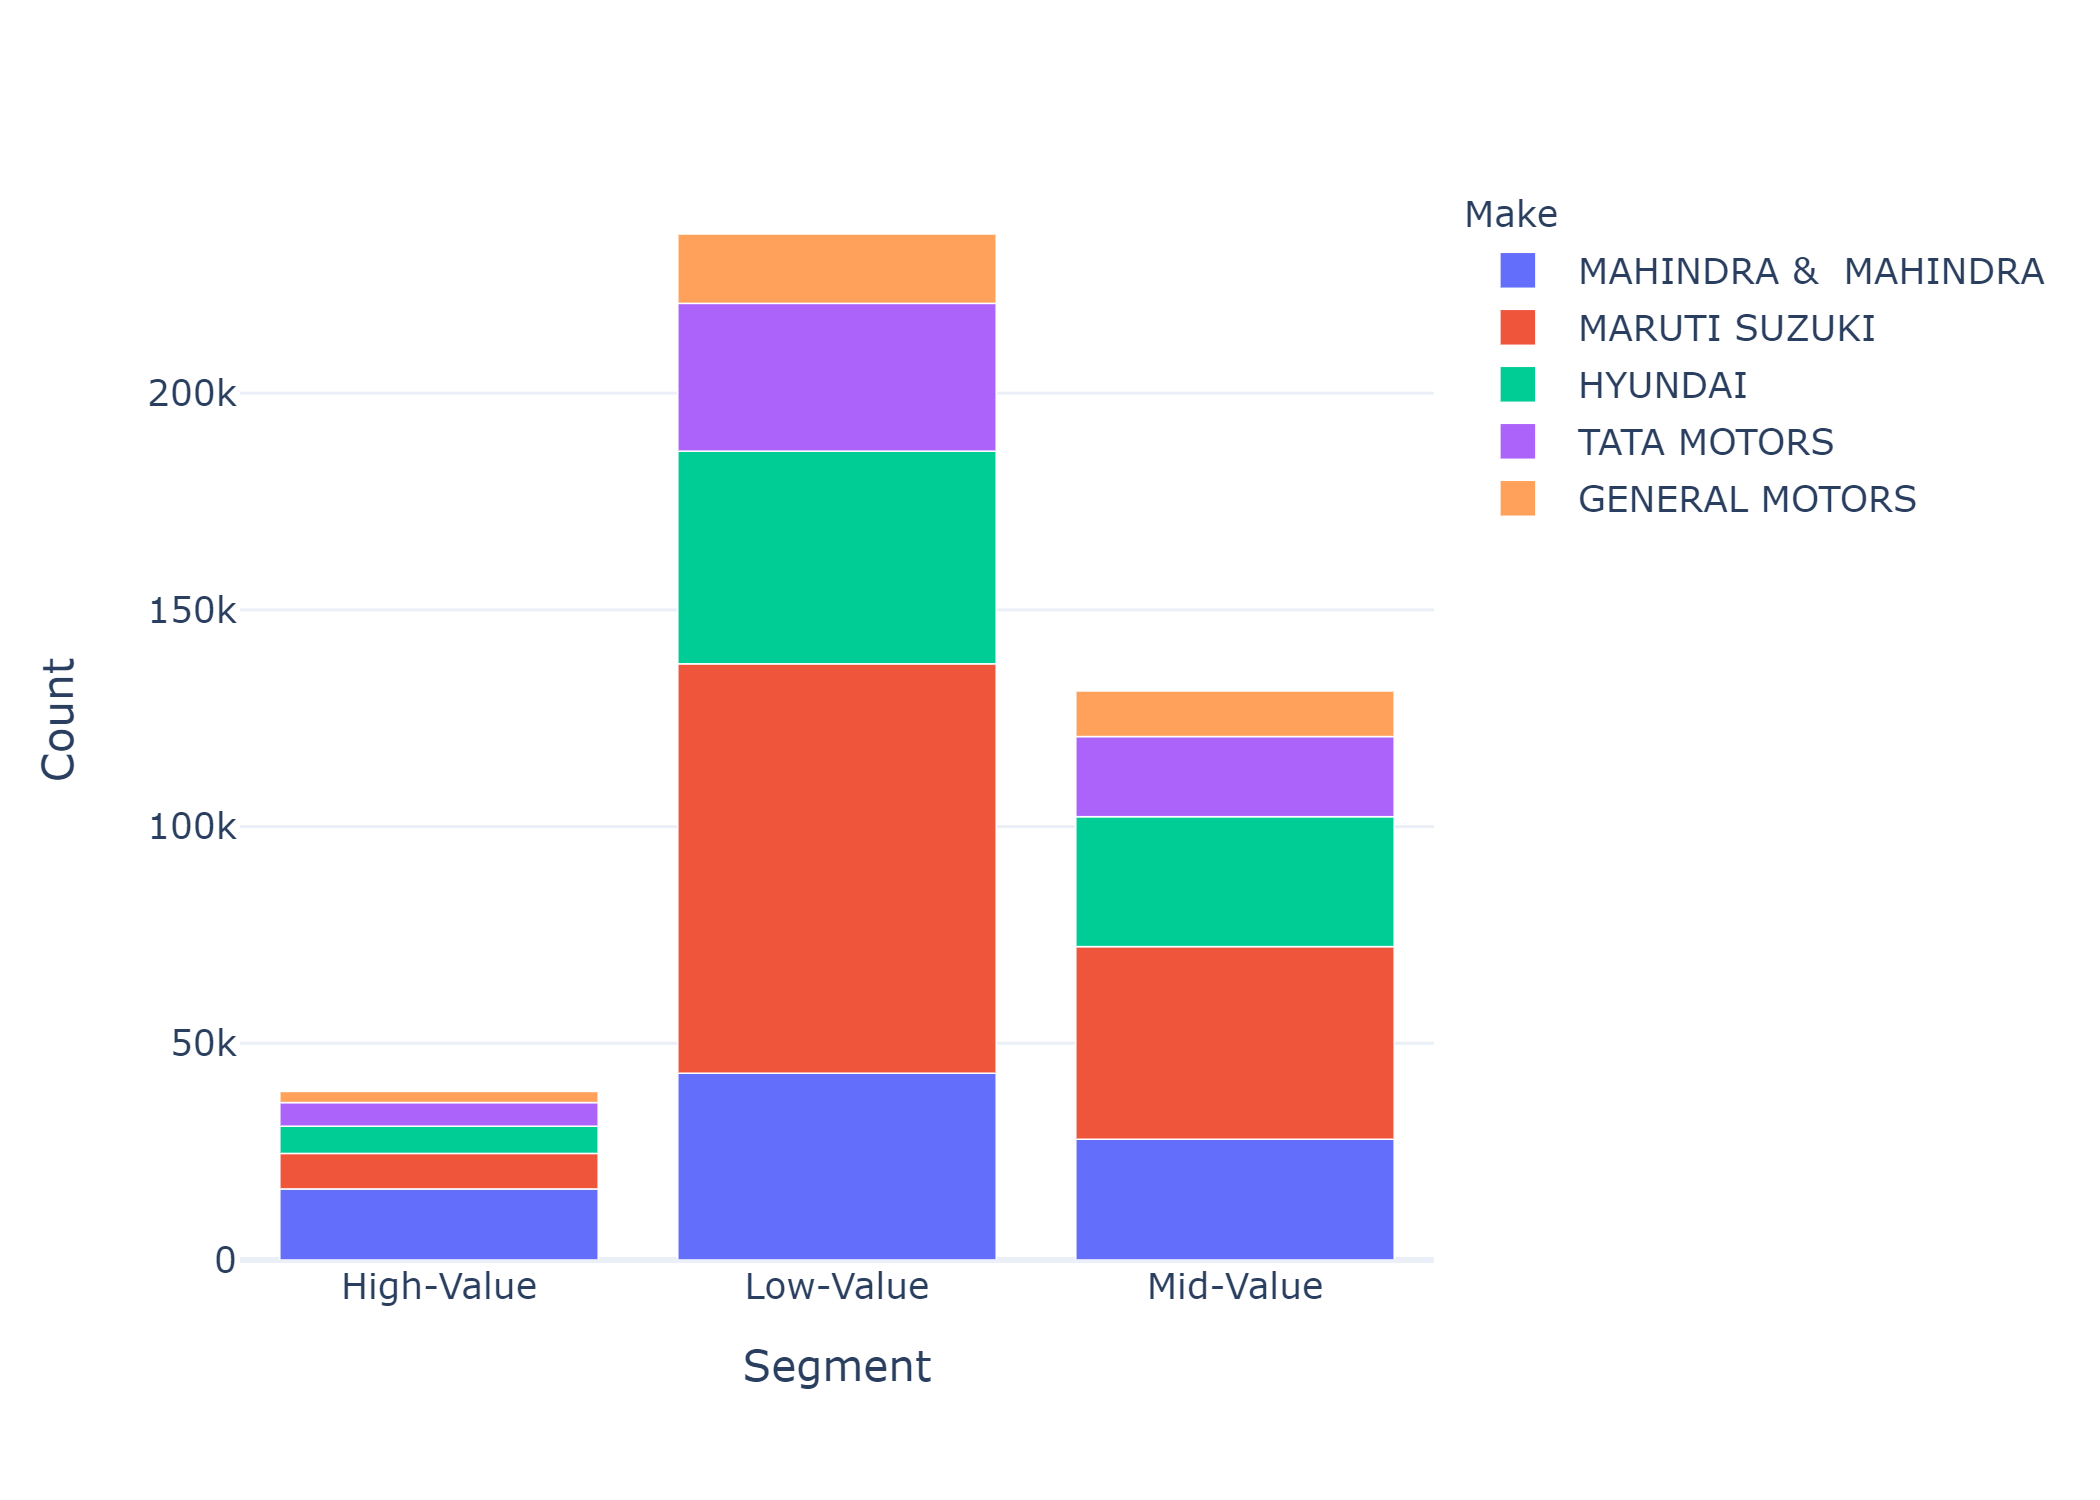 Make
MAHINDRA &  MAHINDRA
MARUTI SUZUKI
HYUNDAI
TATA MOTORS
GENERAL MOTORS
200k
150k
100k
50k
0
Count
High-Value
Low-Value
Mid-Value
Segment